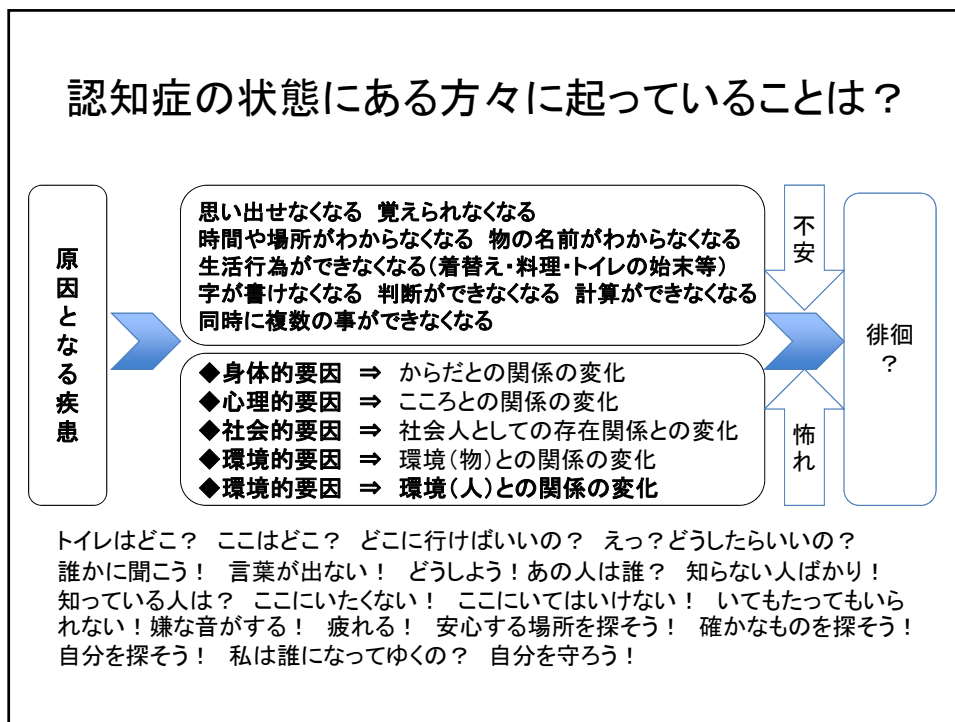 認知症の状態にある方々に起っていることは？
原因となる疾患
思い出せなくなる　覚えられなくなる
時間や場所がわからなくなる　物の名前がわからなくなる
生活行為ができなくなる（着替え・料理・トイレの始末等）
字が書けなくなる　判断ができなくなる　計算ができなくなる
同時に複数の事ができなくなる
◆身体的要因　⇒　からだとの関係の変化
◆心理的要因　⇒　こころとの関係の変化
◆社会的要因　⇒　社会人としての存在関係との変化
◆環境的要因　⇒　環境（物）との関係の変化
◆環境的要因　⇒　環境（人）との関係の変化
不安
怖れ
徘徊
？
トイレはどこ？　ここはどこ？　どこに行けばいいの？　えっ？どうしたらいいの？
誰かに聞こう！　言葉が出ない！　どうしよう！あの人は誰？　知らない人ばかり！
知っている人は？　ここにいたくない！　ここにいてはいけない！　いてもたってもいら
れない！嫌な音がする！　疲れる！　安心する場所を探そう！　確かなものを探そう！
自分を探そう！　私は誰になってゆくの？　自分を守ろう！